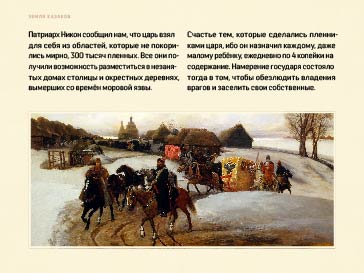 ЗЕМЛЯ КАЗАКОВ
Патриарх Никон сообщил нам, что царь взял
для себя из областей, которые не покори-
лись мирно, 300 тысяч пленных. Все они по-
лучили возможность разместиться в незаня-
тых домах столицы и окрестных деревнях,
вымерших со времён моровой язвы.
Счастье тем, которые сделались пленни-
ками царя, ибо он назначил каждому, даже
малому ребёнку, ежедневно по 4 копейки на
содержание. Намерение государя состояло
тогда в том, чтобы обезлюдить владения
врагов и заселить свои собственные.